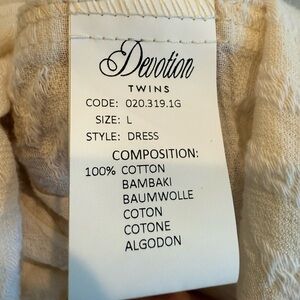 Devotion
TWINS
CODE: 020.319.1G
SIZE: L
STYLE: DRESS
COMPOSITION:
100% COTTON
BAMBAKI
BAUMWOLLE
COTON
COTONE
ALGODON